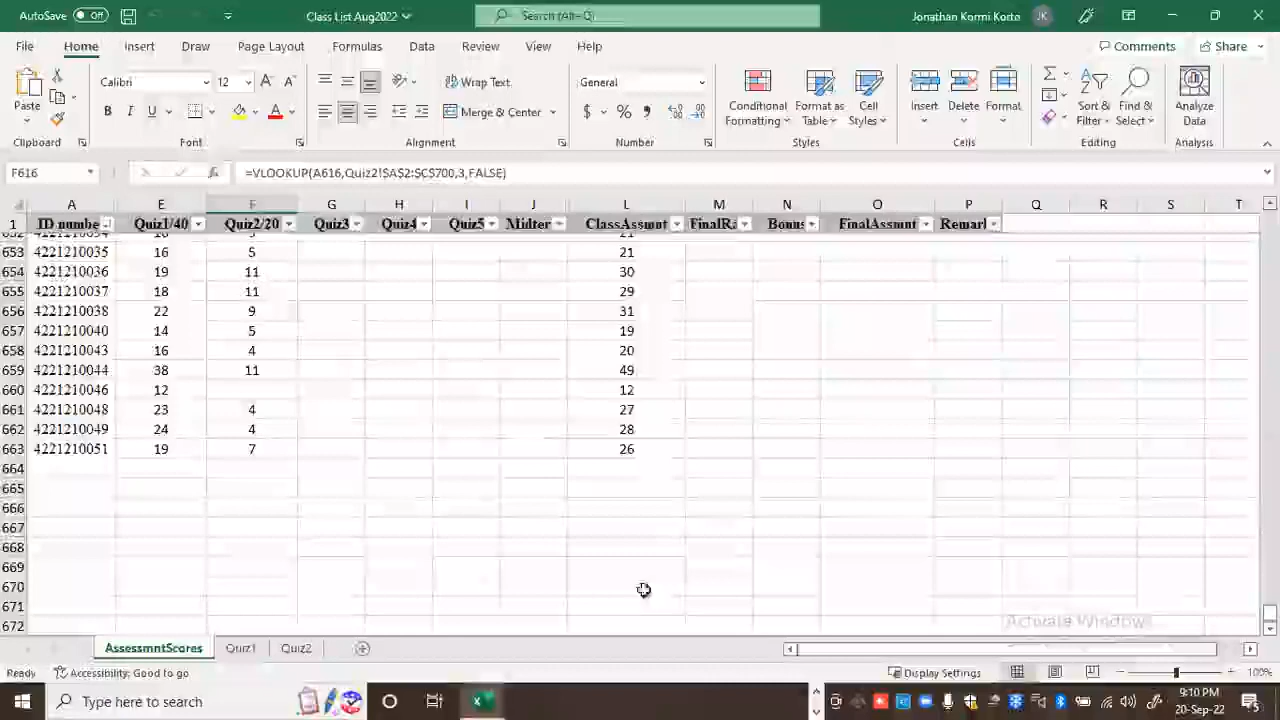 AutoSave Off Class List Aug2022 Search (Alt+Q) Jonathan Kormi Koto JK
File Home Insert Draw Page Layout Formulas Data Review View Help Comments Share
Paste Calibri 12 Wrap Text General Conditional Formatting Format as Table Cell Styles Insert Delete Format Sort & Filter Find & Select Analyze Data
B I U Merge & Center $ %
Clipboard Font Alignment Number Styles Cells Editing Analysis
F616 =VLOOKUP(A616,Quiz2!$A$2:$C$700,3,FALSE)
A E F G H I J L M N O P Q R S T
1 ID numbe Quiz1/40 Quiz2/20 Quiz3 Quiz4 Quiz5 Midter ClassAssmnt FinalRa Bonus FinalAssmnt Remark
653 4221210035 16 5 21
654 4221210036 19 11 30
655 4221210037 18 11 29
656 4221210038 22 9 31
657 4221210040 14 5 19
658 4221210043 16 4 20
659 4221210044 38 11 49
660 4221210046 12 12
661 4221210048 23 4 27
662 4221210049 24 4 28
663 4221210051 19 7 26
664
665
666
667
668
669
670
671
672
Activate Windows
AssessmntScores Quiz1 Quiz2
Ready Accessibility: Good to go Display Settings 100%
Type here to search 9:10 PM
20-Sep-22 5